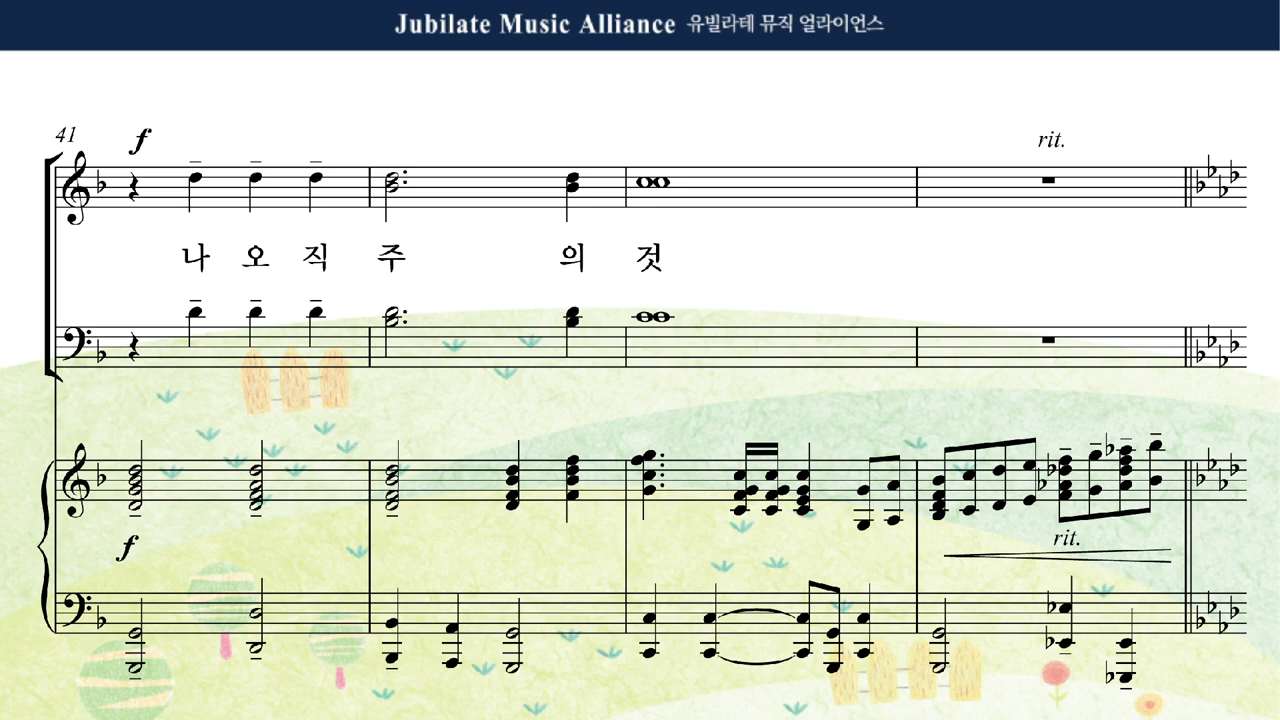 Jubilate Music Alliance 유빌라테 뮤직 얼라이언스
41
f
rit.
나 오 직 주 의 것
f
rit.